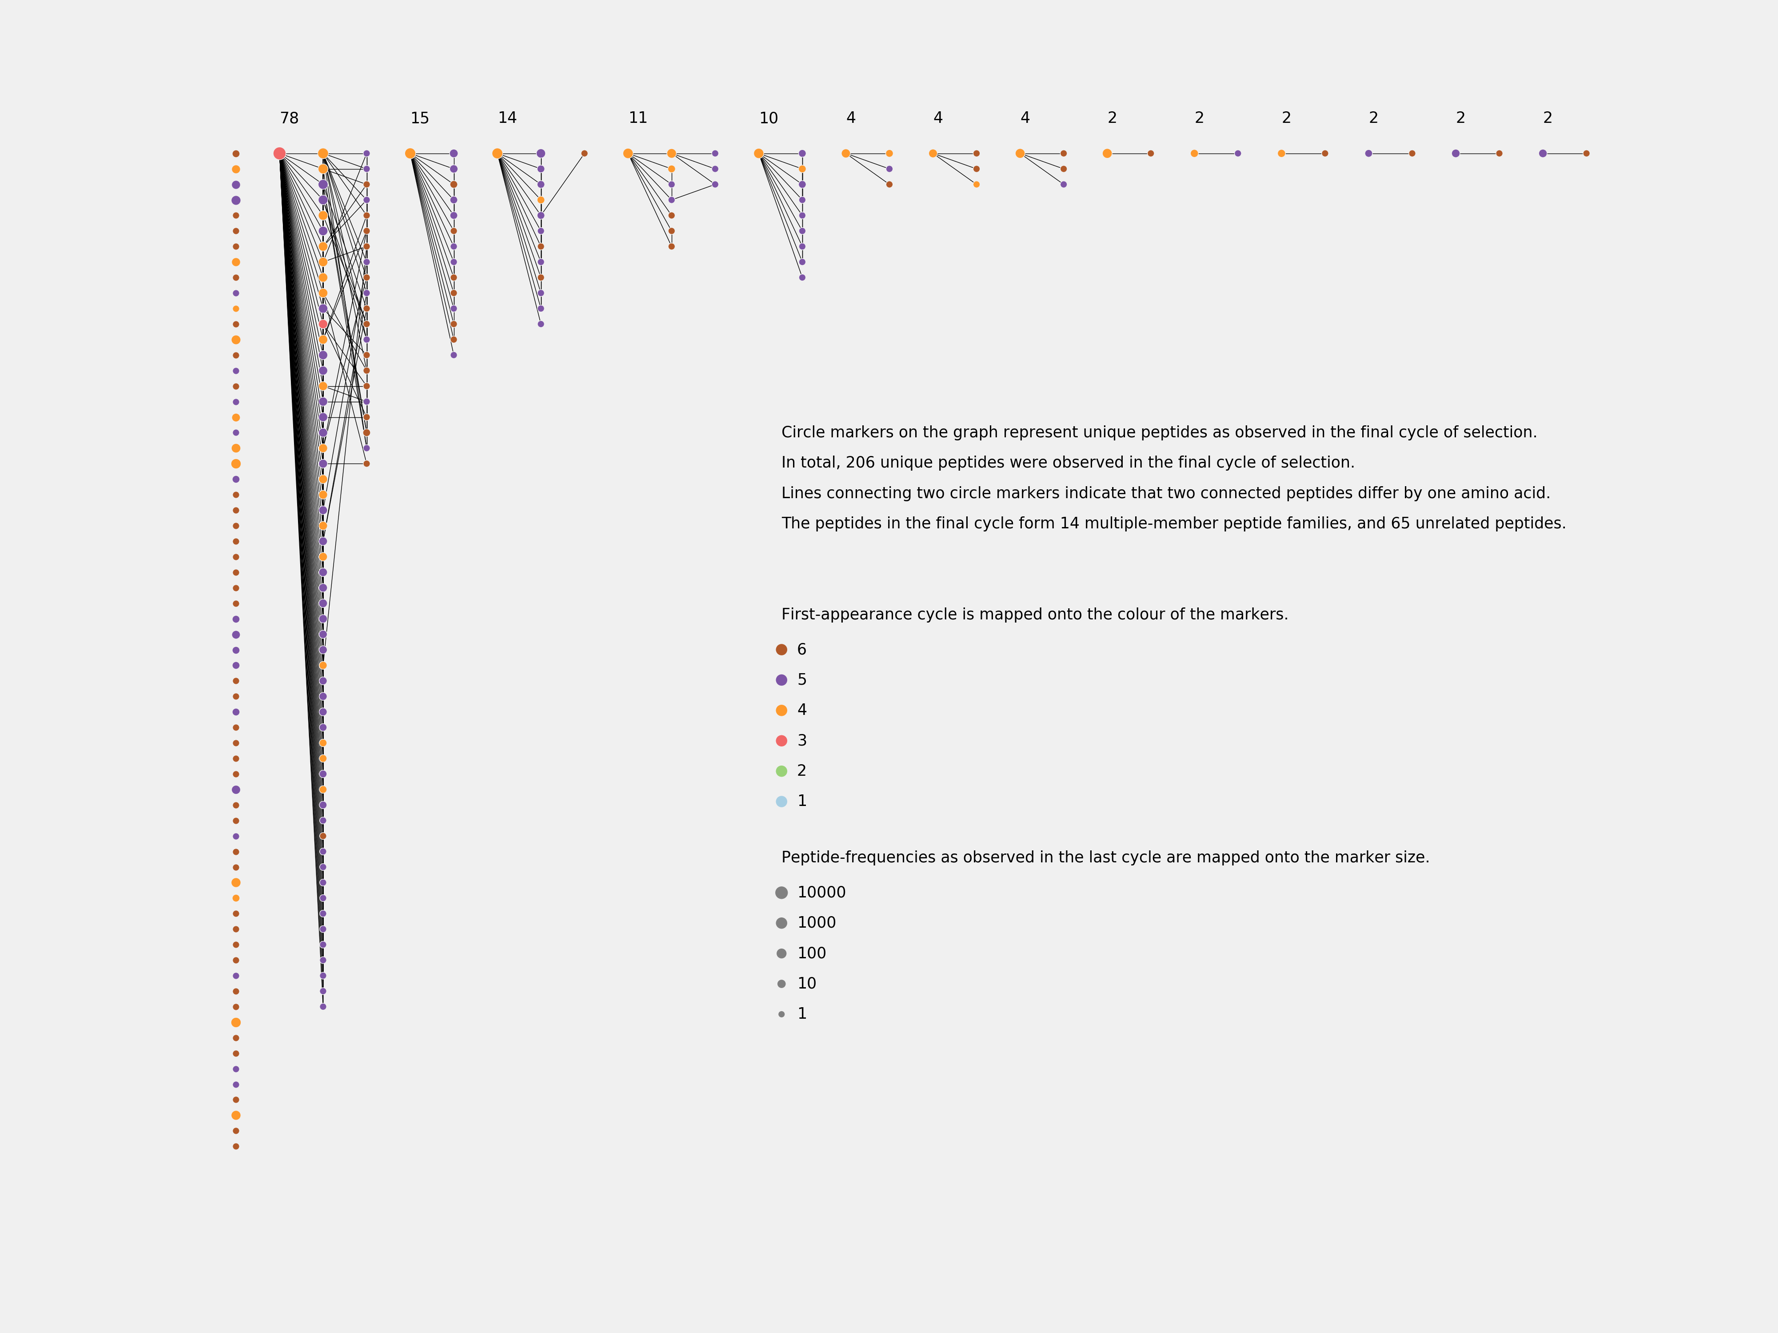 78 15 14 11 10 4 4 4 2 2 2 2 2 2
Circle markers on the graph represent unique peptides as observed in the final cycle of selection.
In total, 206 unique peptides were observed in the final cycle of selection.
Lines connecting two circle markers indicate that two connected peptides differ by one amino acid.
The peptides in the final cycle form 14 multiple-member peptide families, and 65 unrelated peptides.
First-appearance cycle is mapped onto the colour of the markers.
6
5
4
3
2
1
Peptide-frequencies as observed in the last cycle are mapped onto the marker size.
10000
1000
100
10
1